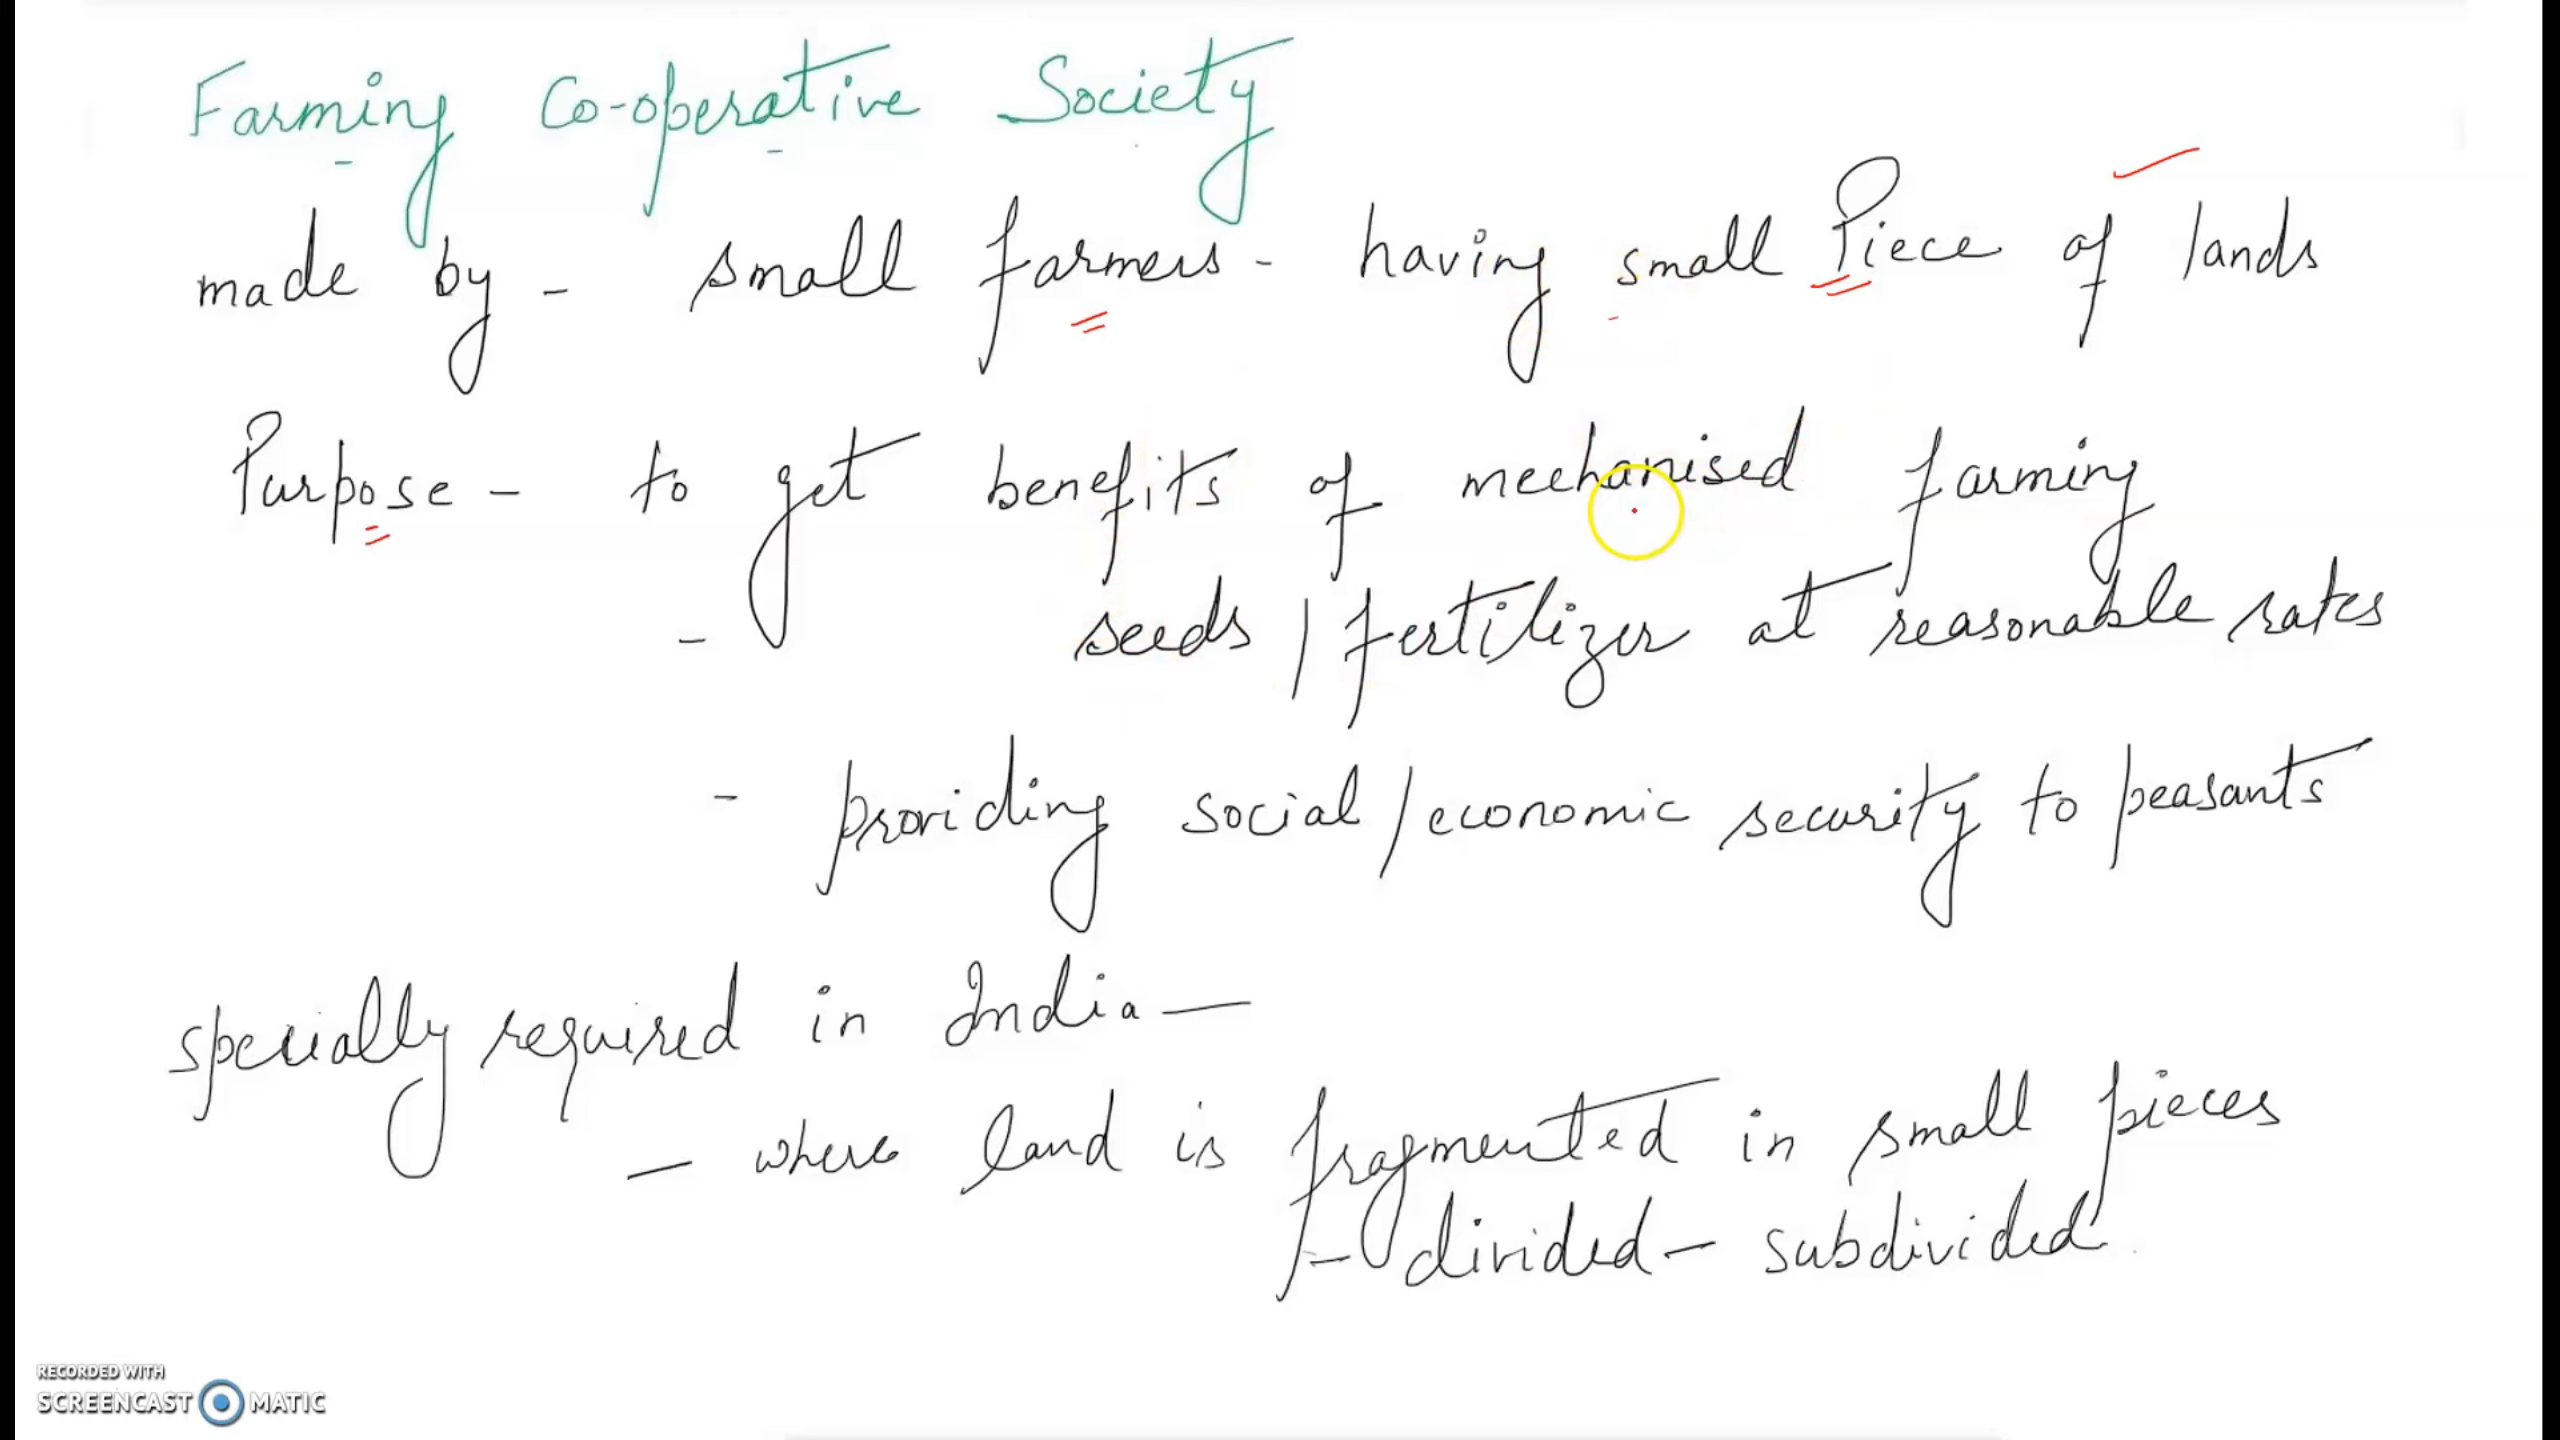 Farming Co-operative Society
made by - small farmers - having small Piece of lands
Purpose - to get benefits of mechanised farming
- seeds / fertilizer at reasonable rates
- providing social / economic security to peasants
specially required in India —
— where land is fragmented in small pieces
- divided - subdivided
RECORDED WITH
SCREENCAST MATIC